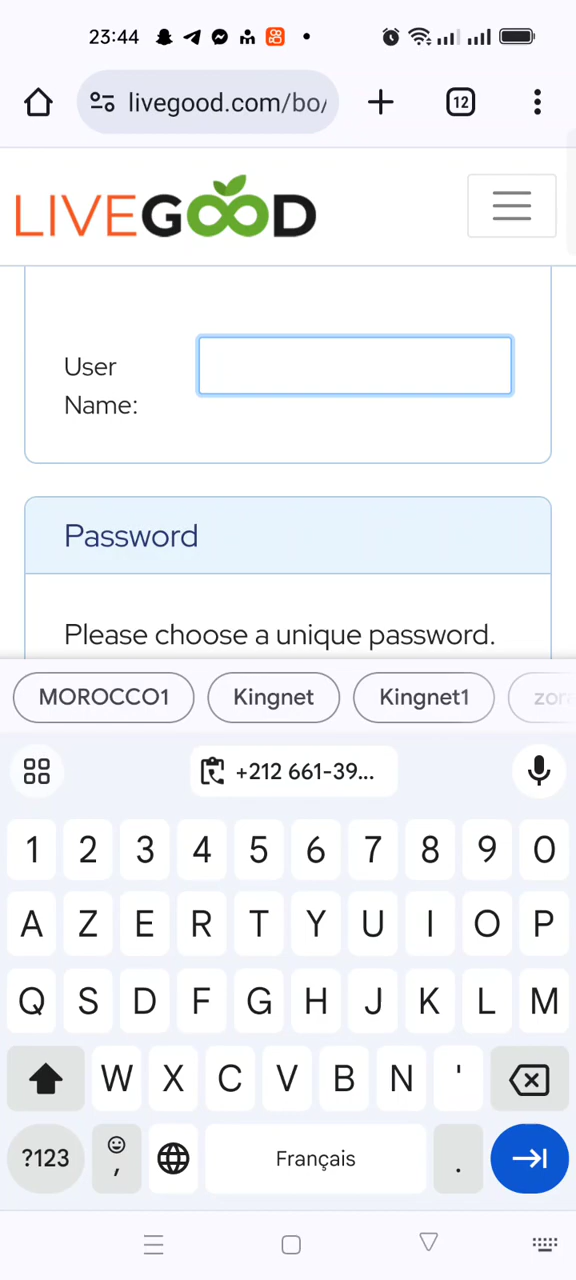 23:44
12
livegood.com/bo/
LIVEGOOD
User
Name:
Password
Please choose a unique password.
MOROCCO1 Kingnet Kingnet1 zor
+212 661-39...
1 2 3 4 5 6 7 8 9 0
A Z E R T Y U I O P
Q S D F G H J K L M
W X C V B N '
?123 , Français .